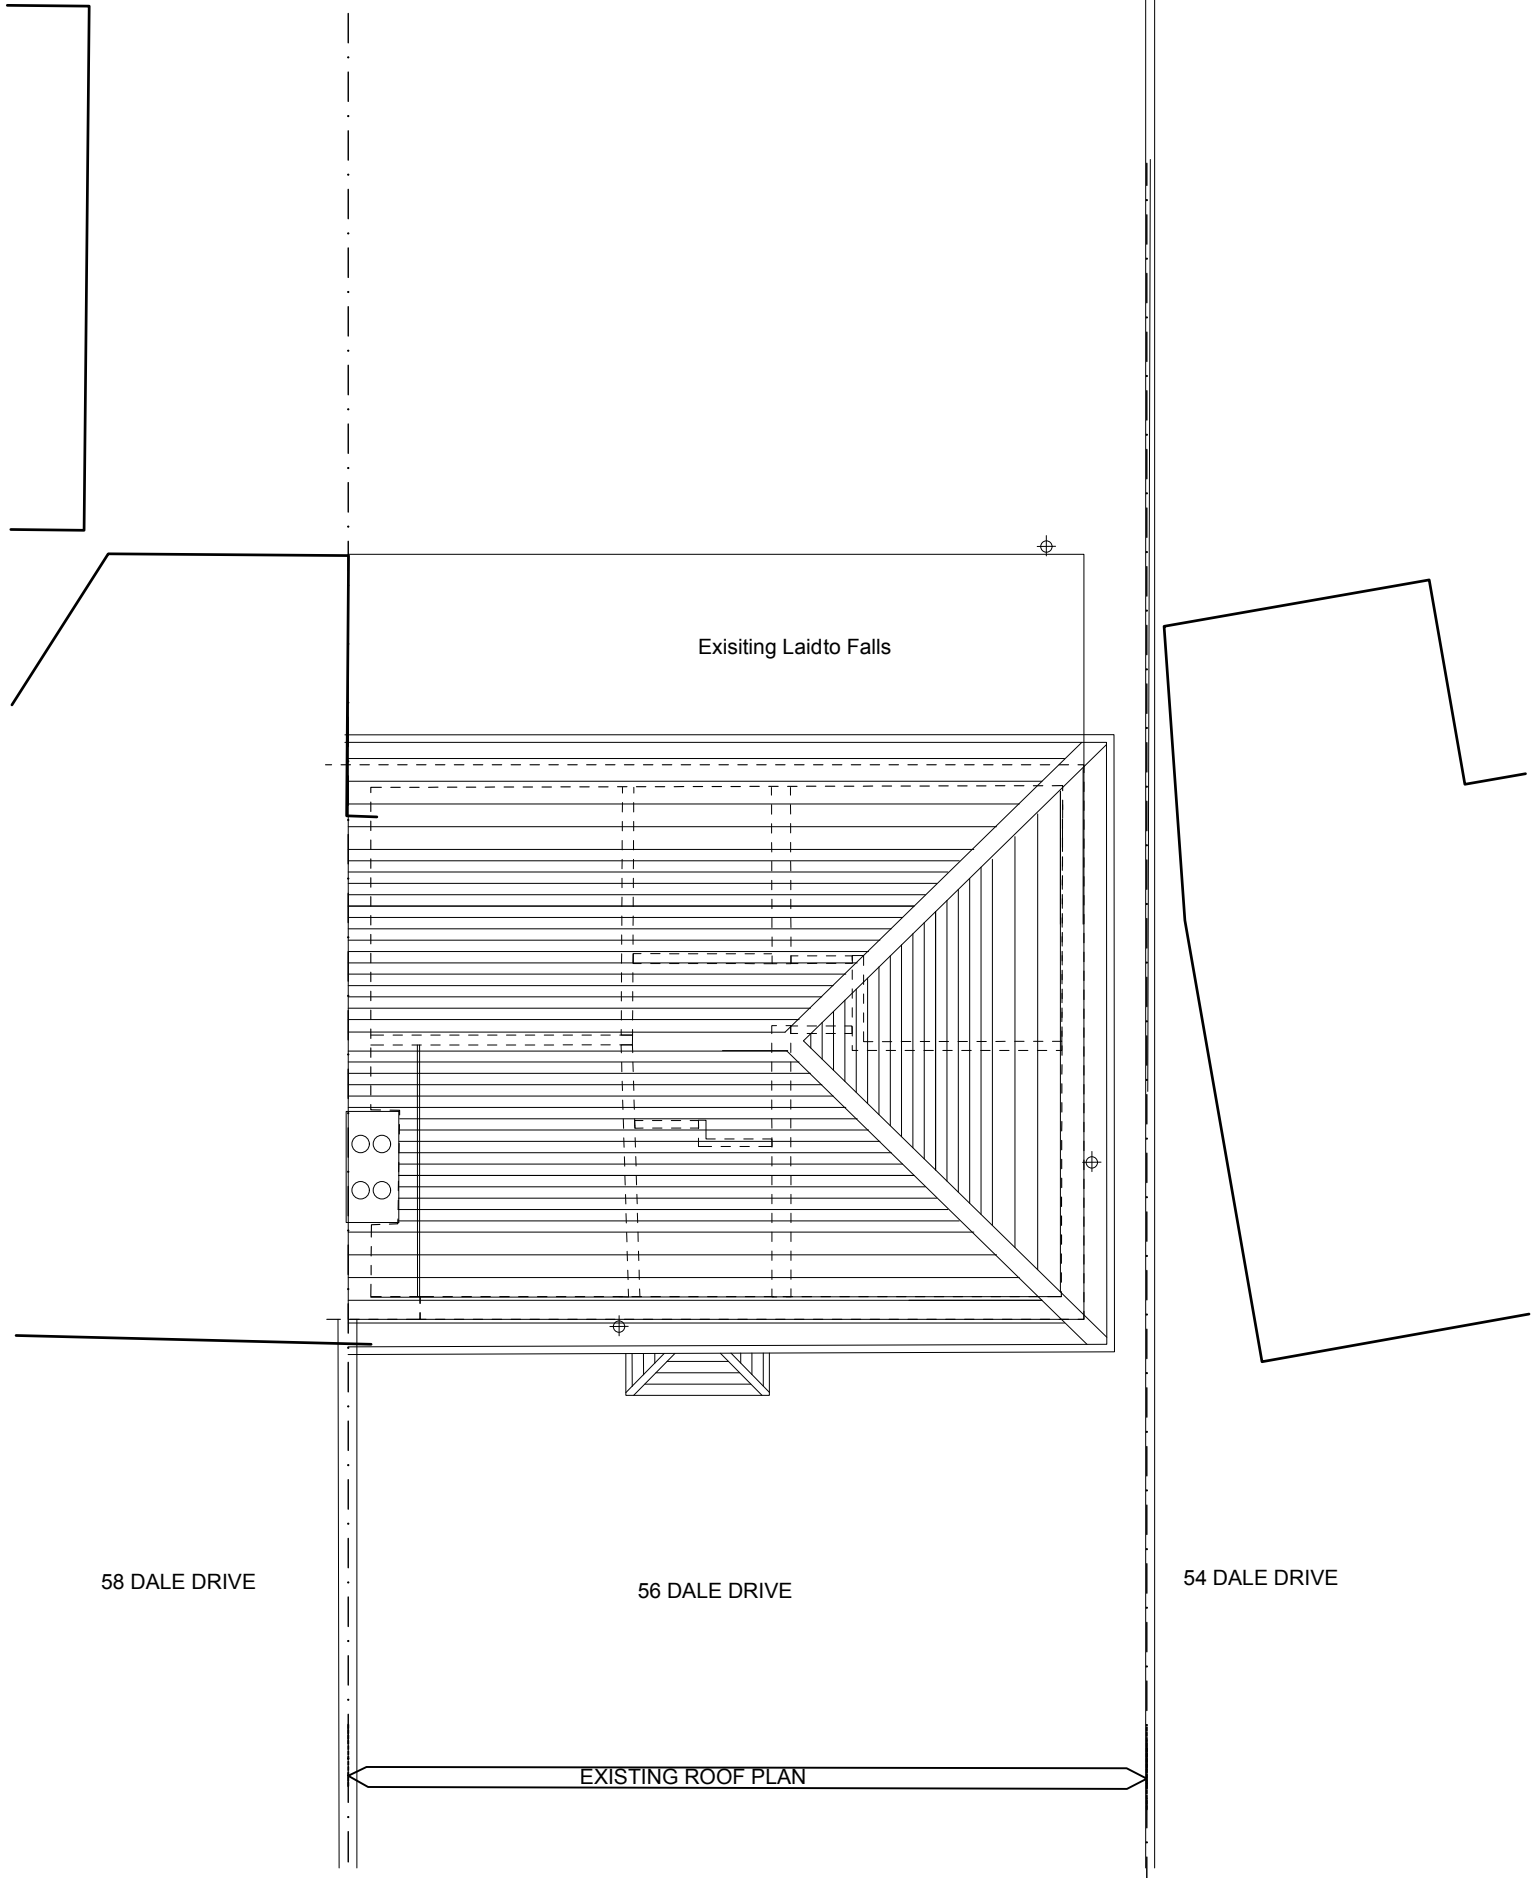 Exisiting Laidto Falls
58 DALE DRIVE
56 DALE DRIVE
54 DALE DRIVE
EXISTING ROOF PLAN